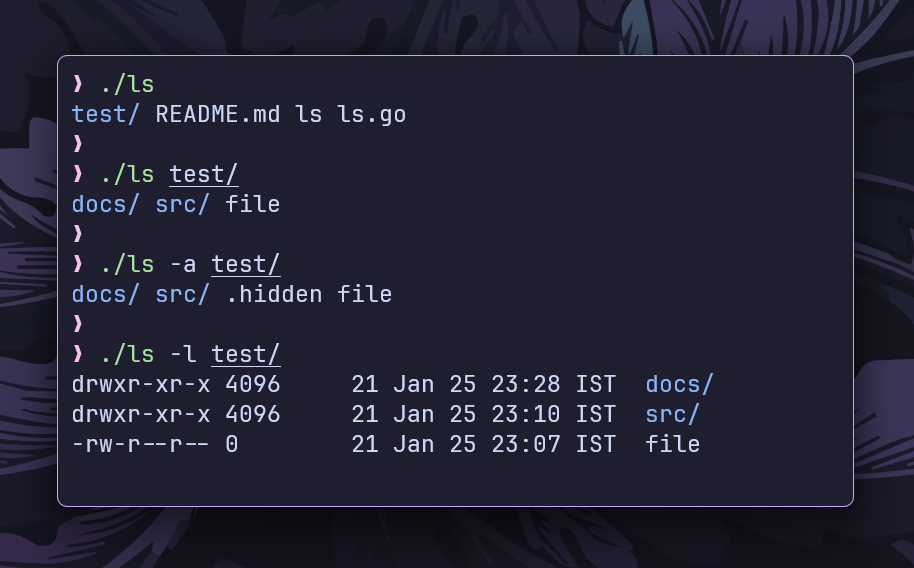 ❱ ./ls
test/ README.md ls ls.go
❱
❱ ./ls test/
docs/ src/ file
❱
❱ ./ls -a test/
docs/ src/ .hidden file
❱
❱ ./ls -l test/
drwxr-xr-x 4096     21 Jan 25 23:28 IST  docs/
drwxr-xr-x 4096     21 Jan 25 23:10 IST  src/
-rw-r--r-- 0        21 Jan 25 23:07 IST  file